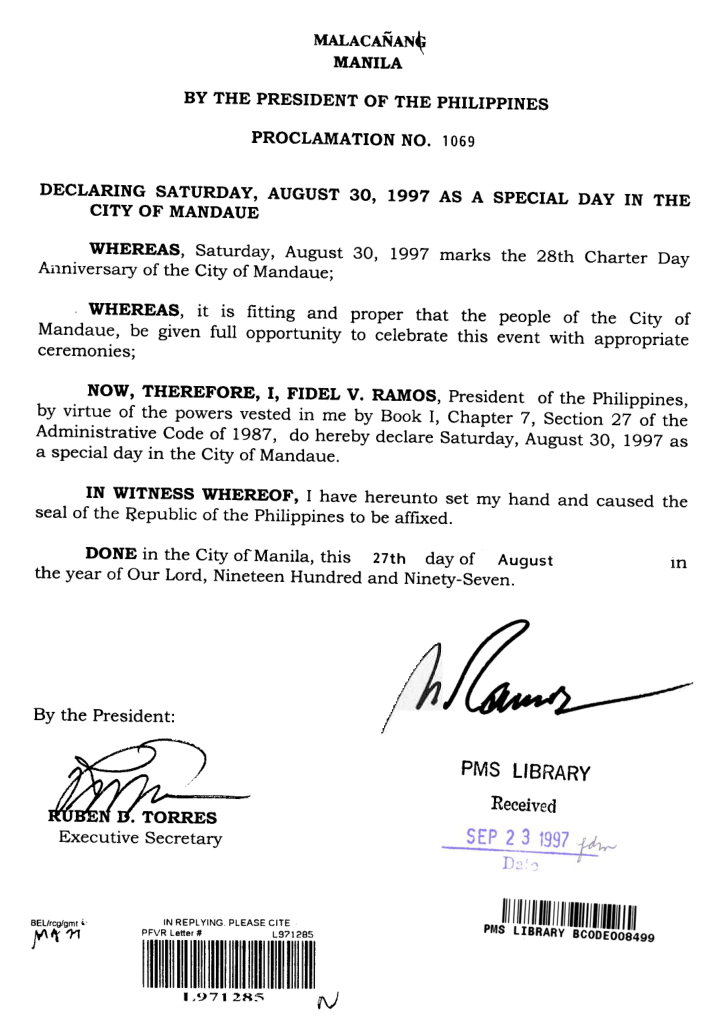 MALACAÑANG
MANILA
BY THE PRESIDENT OF THE PHILIPPINES
PROCLAMATION NO. 1069
DECLARING SATURDAY, AUGUST 30, 1997 AS A SPECIAL DAY IN THE
CITY OF MANDAUE
WHEREAS, Saturday, August 30, 1997 marks the 28th Charter Day
Anniversary of the City of Mandaue;
WHEREAS, it is fitting and proper that the people of the City of
Mandaue, be given full opportunity to celebrate this event with appropriate
ceremonies;
NOW, THEREFORE, I, FIDEL V. RAMOS, President of the Philippines,
by virtue of the powers vested in me by Book I, Chapter 7, Section 27 of the
Administrative Code of 1987, do hereby declare Saturday, August 30, 1997 as
a special day in the City of Mandaue.
IN WITNESS WHEREOF, I have hereunto set my hand and caused the
seal of the Republic of the Philippines to be affixed.
DONE in the City of Manila, this 27th day of August in
the year of Our Lord, Nineteen Hundred and Ninety-Seven.
Ramos
By the President:
RUBEN D. TORRES
Executive Secretary
PMS LIBRARY
Received
SEP 23 1997
Date
BEL/rcg/gmr
IN REPLYING, PLEASE CITE
PFVR Letter # L971285
L971285
PMS LIBRARY BCODE008499